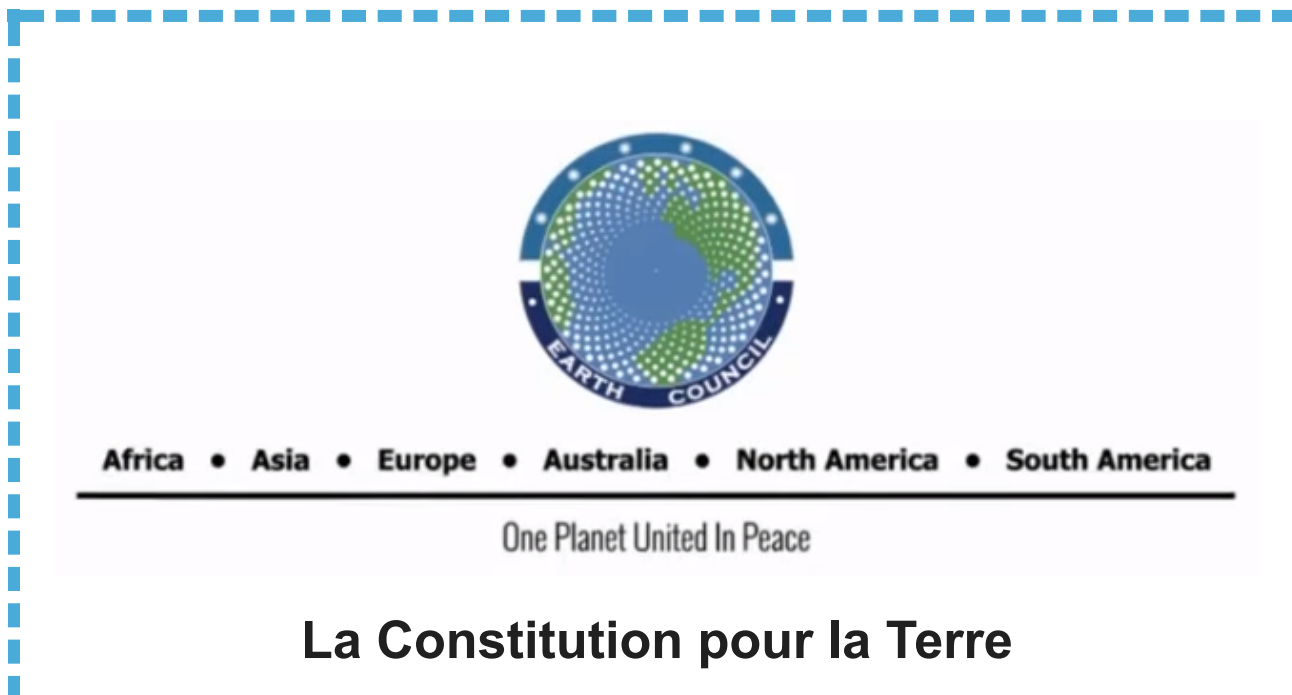 EARTH COUNCIL
Africa • Asia • Europe • Australia • North America • South America
One Planet United In Peace
La Constitution pour la Terre